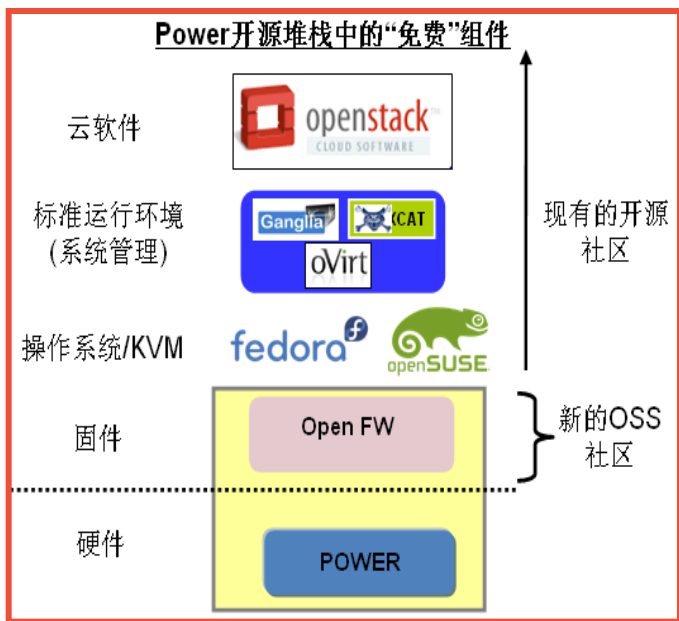 Power开源堆栈中的“免费”组件
云软件
openstack™
CLOUD SOFTWARE
标准运行环境
(系统管理)
Ganglia
XCAT
oVirt
现有的开源
社区
操作系统/KVM
fedora
openSUSE
固件
Open FW
新的OSS
社区
硬件
POWER